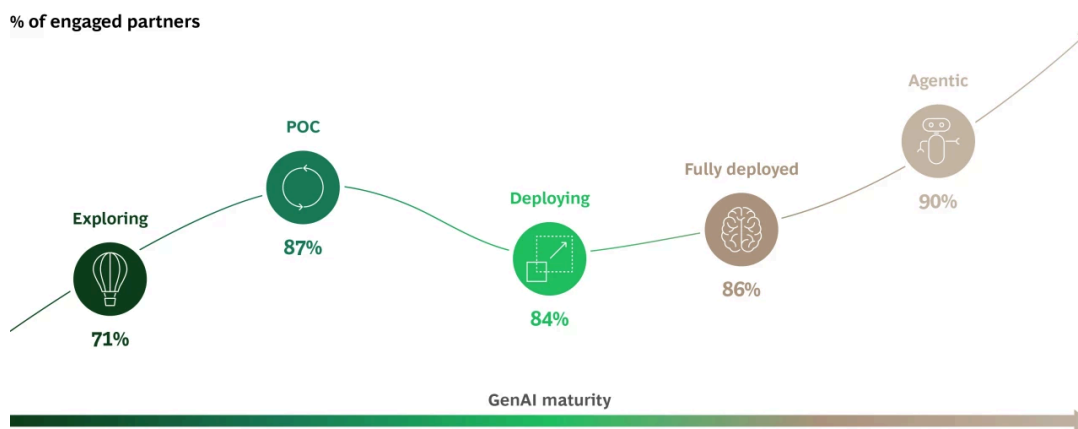 % of engaged partners
Exploring
71%
POC
87%
Deploying
84%
Fully deployed
86%
Agentic
90%
GenAI maturity